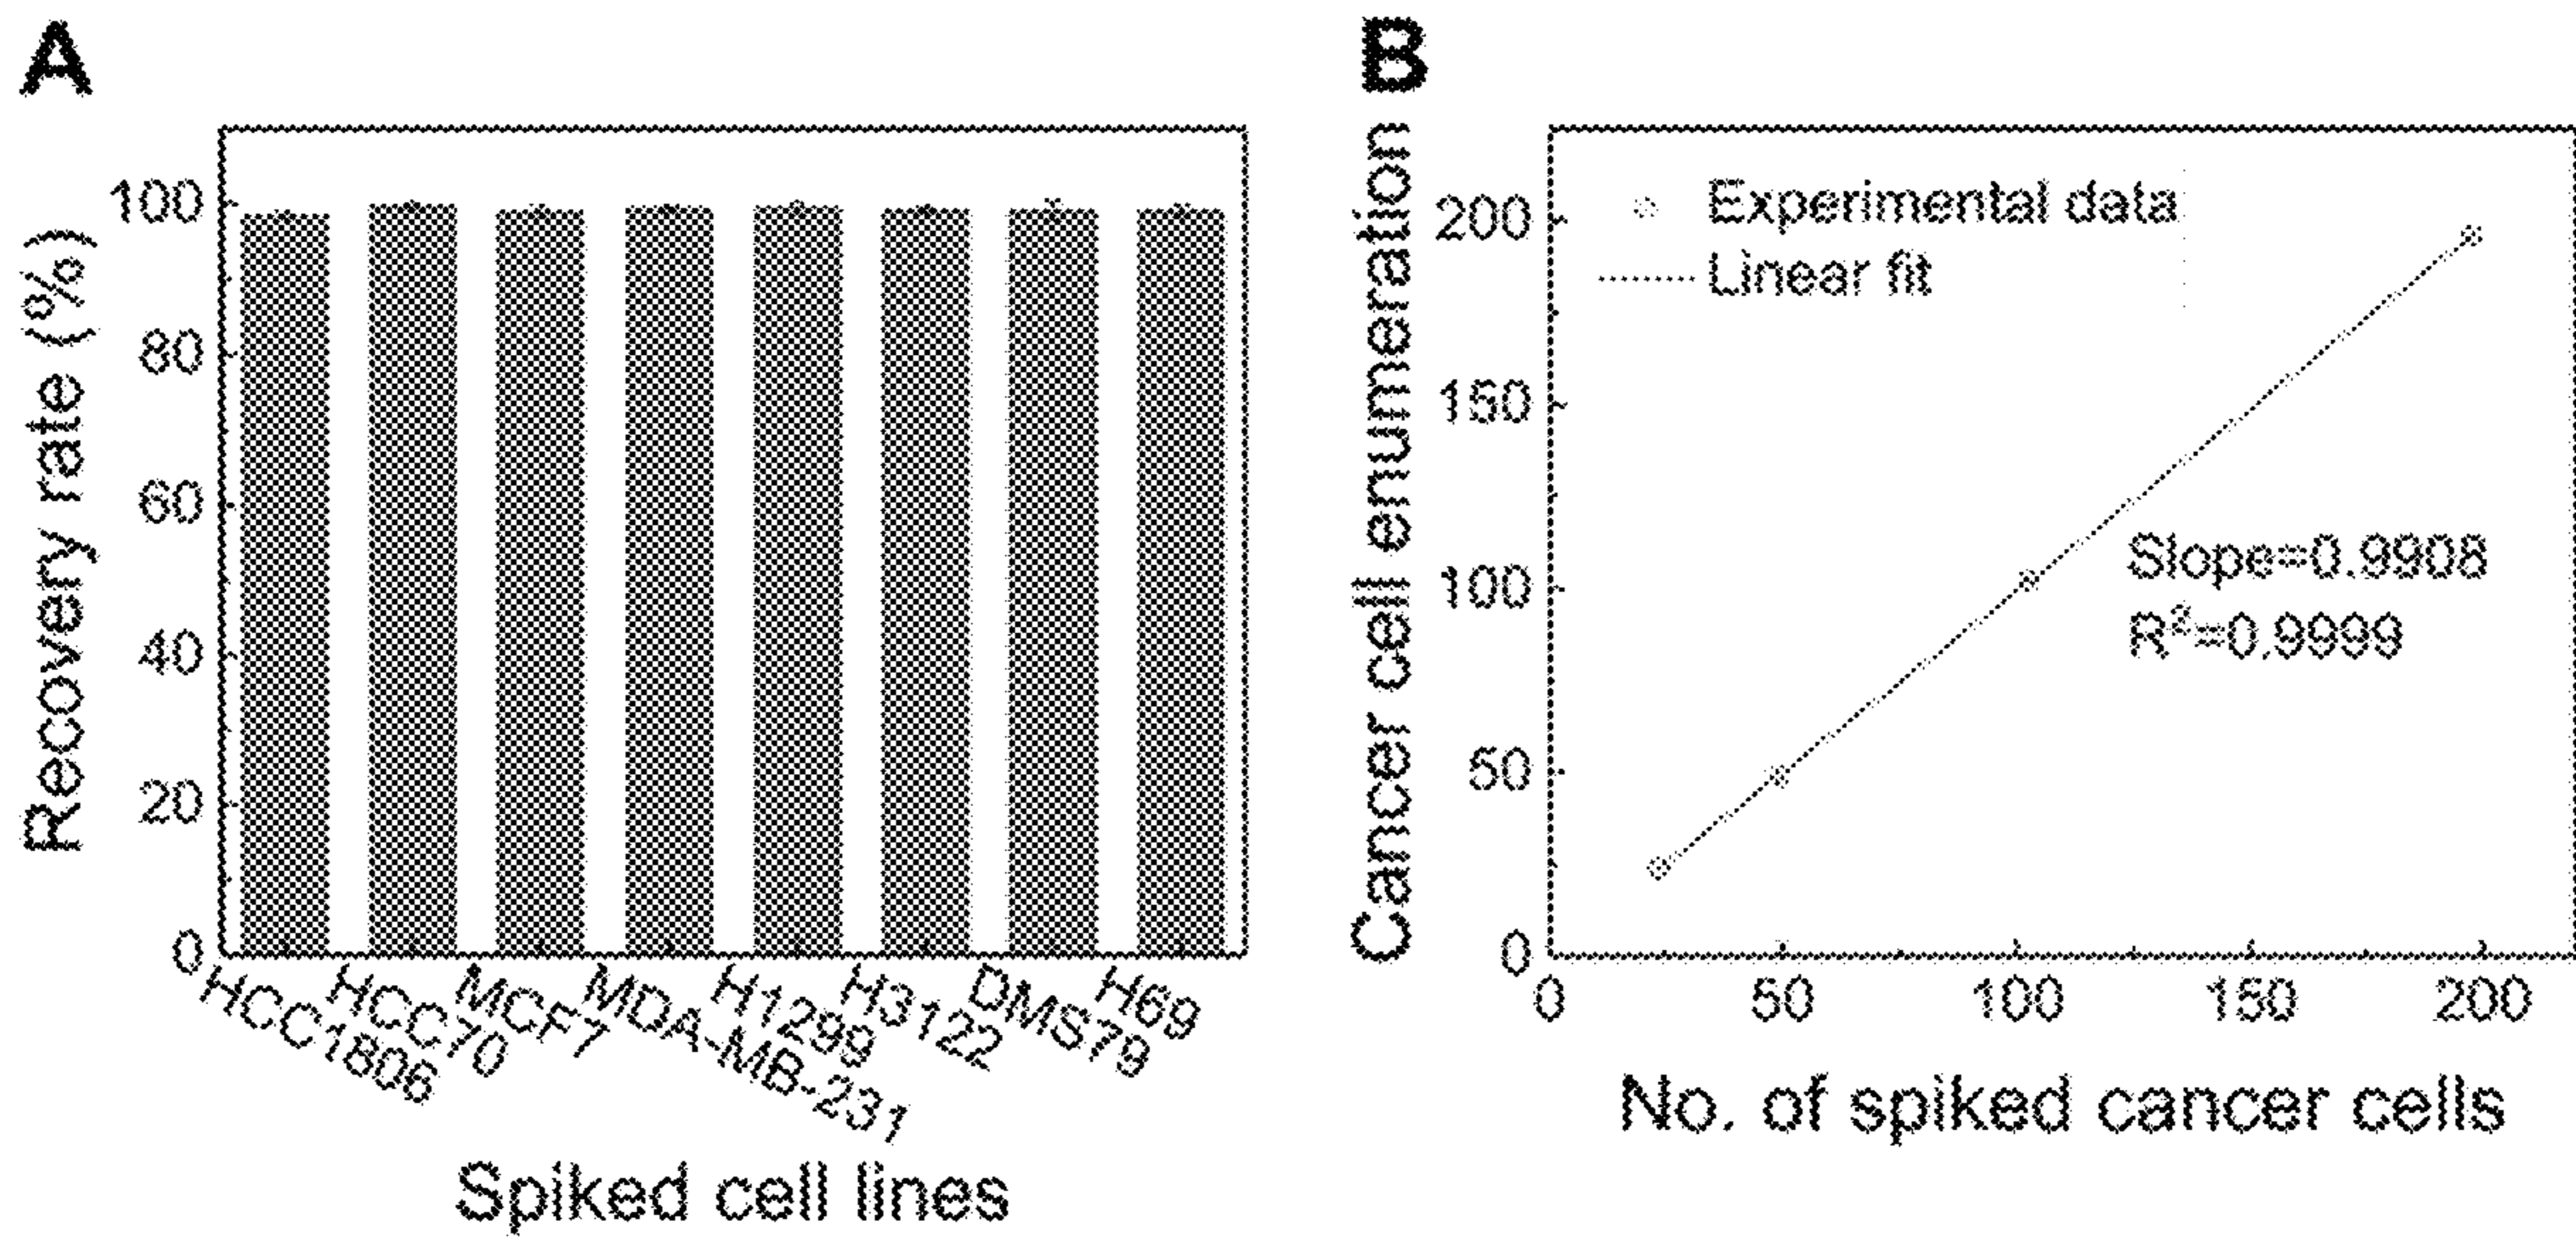 A
Recovery rate (%)
100
80
60
40
20
0
HCC1806
HCC70
MCF7
MDA-MB-231
H1299
H3122
DMS79
H69
Spiked cell lines
B
Cancer cell enumeration
200
150
100
50
0
Experimental data
Linear fit
Slope=0.9908
R²=0.9999
0 50 100 150 200
No. of spiked cancer cells